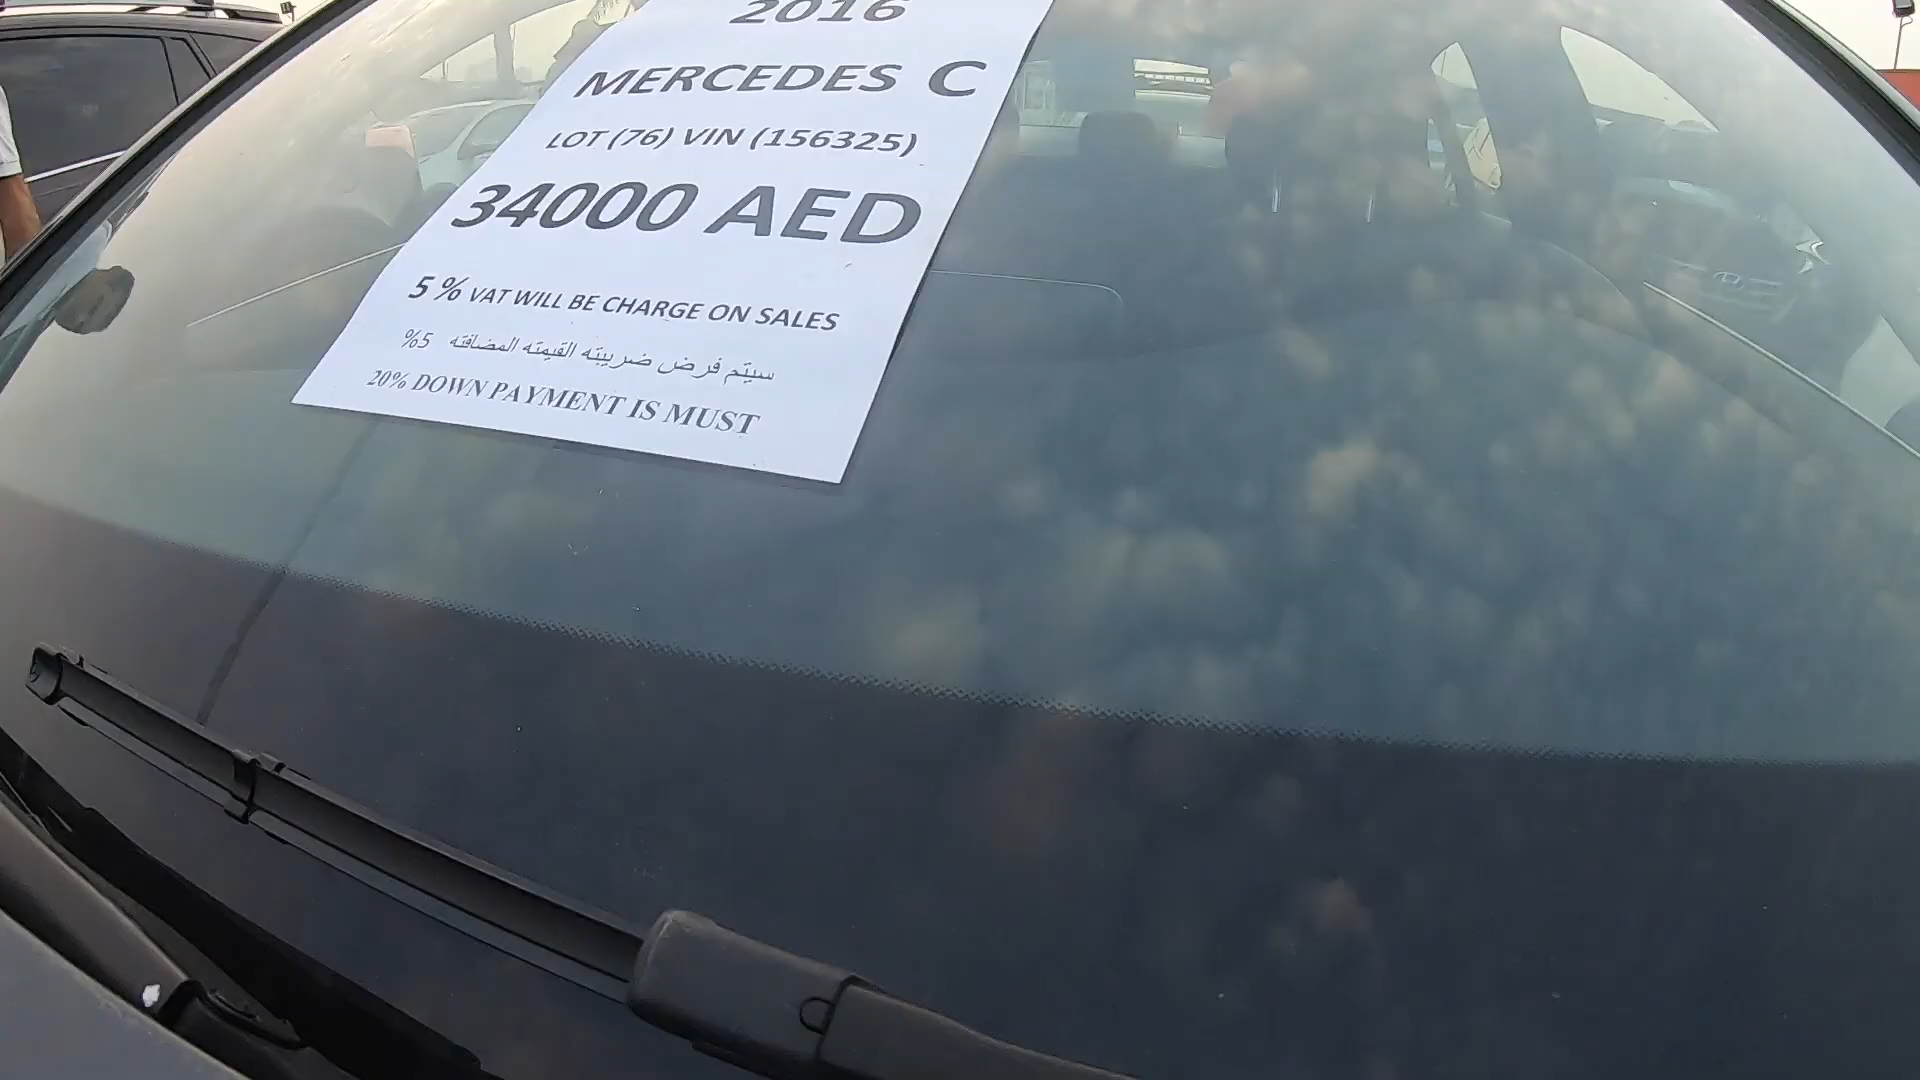 2016
MERCEDES C
LOT (76) VIN (156325)
34000 AED
5 % VAT WILL BE CHARGE ON SALES
سيتم فرض ضريبته القيمته المضافته 5%
20% DOWN PAYMENT IS MUST